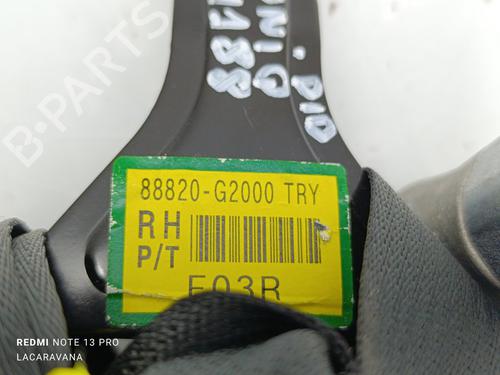 88820-G2000 TRY
RH
P/T
E03R
B-PARTS
REDMI NOTE 13 PRO
LACARAVANA